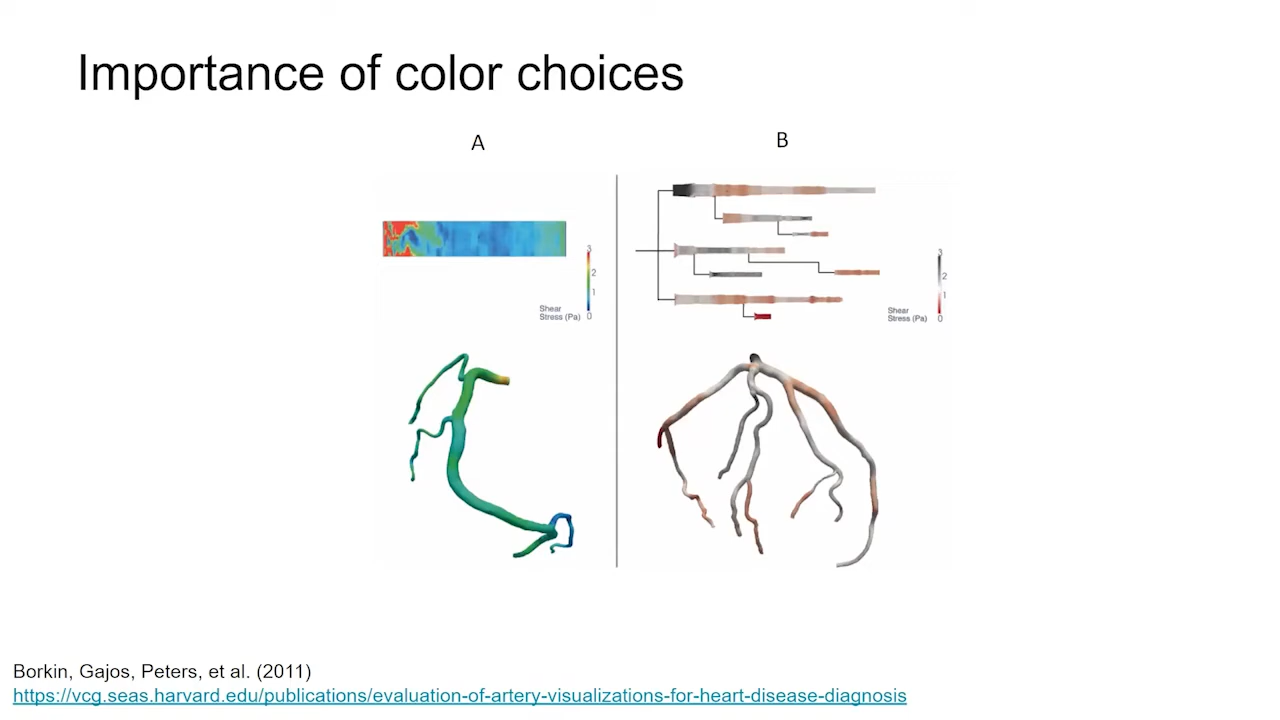 Importance of color choices
A
B
3
2
1
Shear
Stress (Pa)
0
3
2
1
Shear
Stress (Pa)
0
Borkin, Gajos, Peters, et al. (2011)
https://vcg.seas.harvard.edu/publications/evaluation-of-artery-visualizations-for-heart-disease-diagnosis